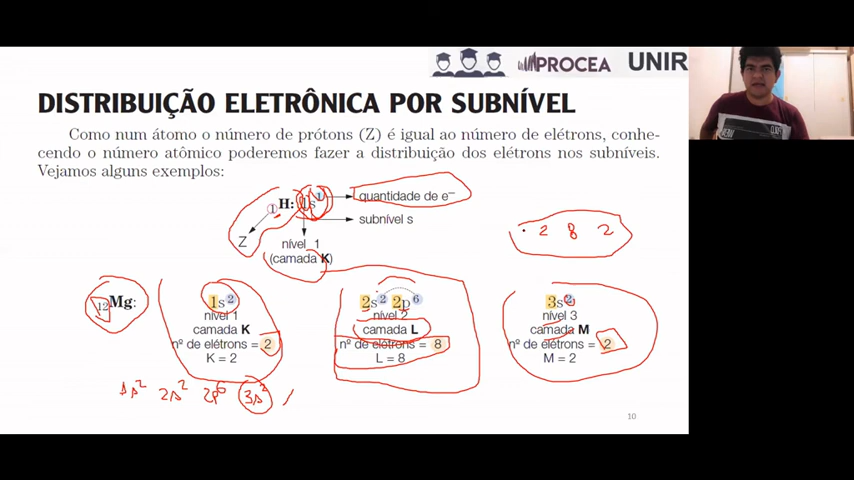 PROCEA UNIR
DISTRIBUIÇÃO ELETRÔNICA POR SUBNÍVEL
Como num átomo o número de prótons (Z) é igual ao número de elétrons, conhe-
cendo o número atômico poderemos fazer a distribuição dos elétrons nos subníveis.
Vejamos alguns exemplos:
1 H: 1s1 quantidade de e−
Z subnível s
nível 1
(camada K)
2 8 2
12 Mg: 1s2 2s2 2p6 3s2
nível 1 nível 2 nível 3
camada K camada L camada M
nº de elétrons = 2 nº de elétrons = 8 nº de elétrons = 2
K = 2 L = 8 M = 2
1s2 2s2 2p6 3s2
10